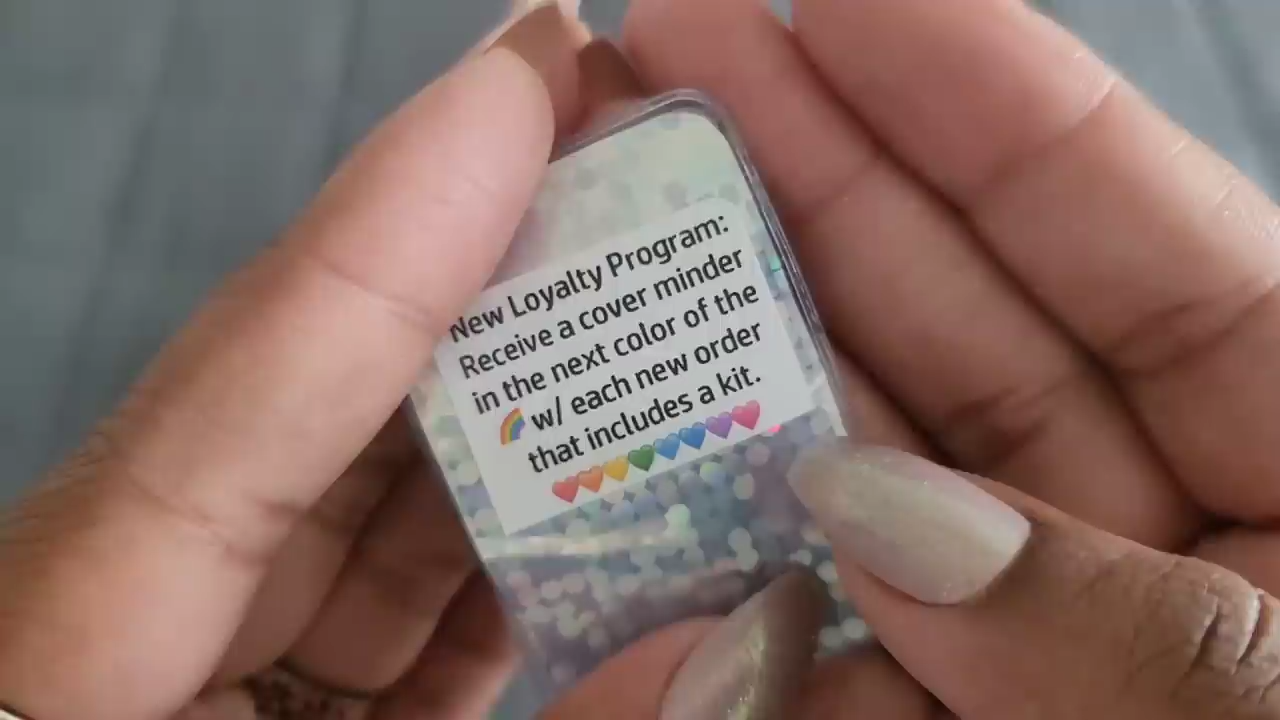 New Loyalty Program:
Receive a cover minder
in the next color of the
🌈 w/ each new order
that includes a kit.
🧡🧡💛💚💙💙💜🩷